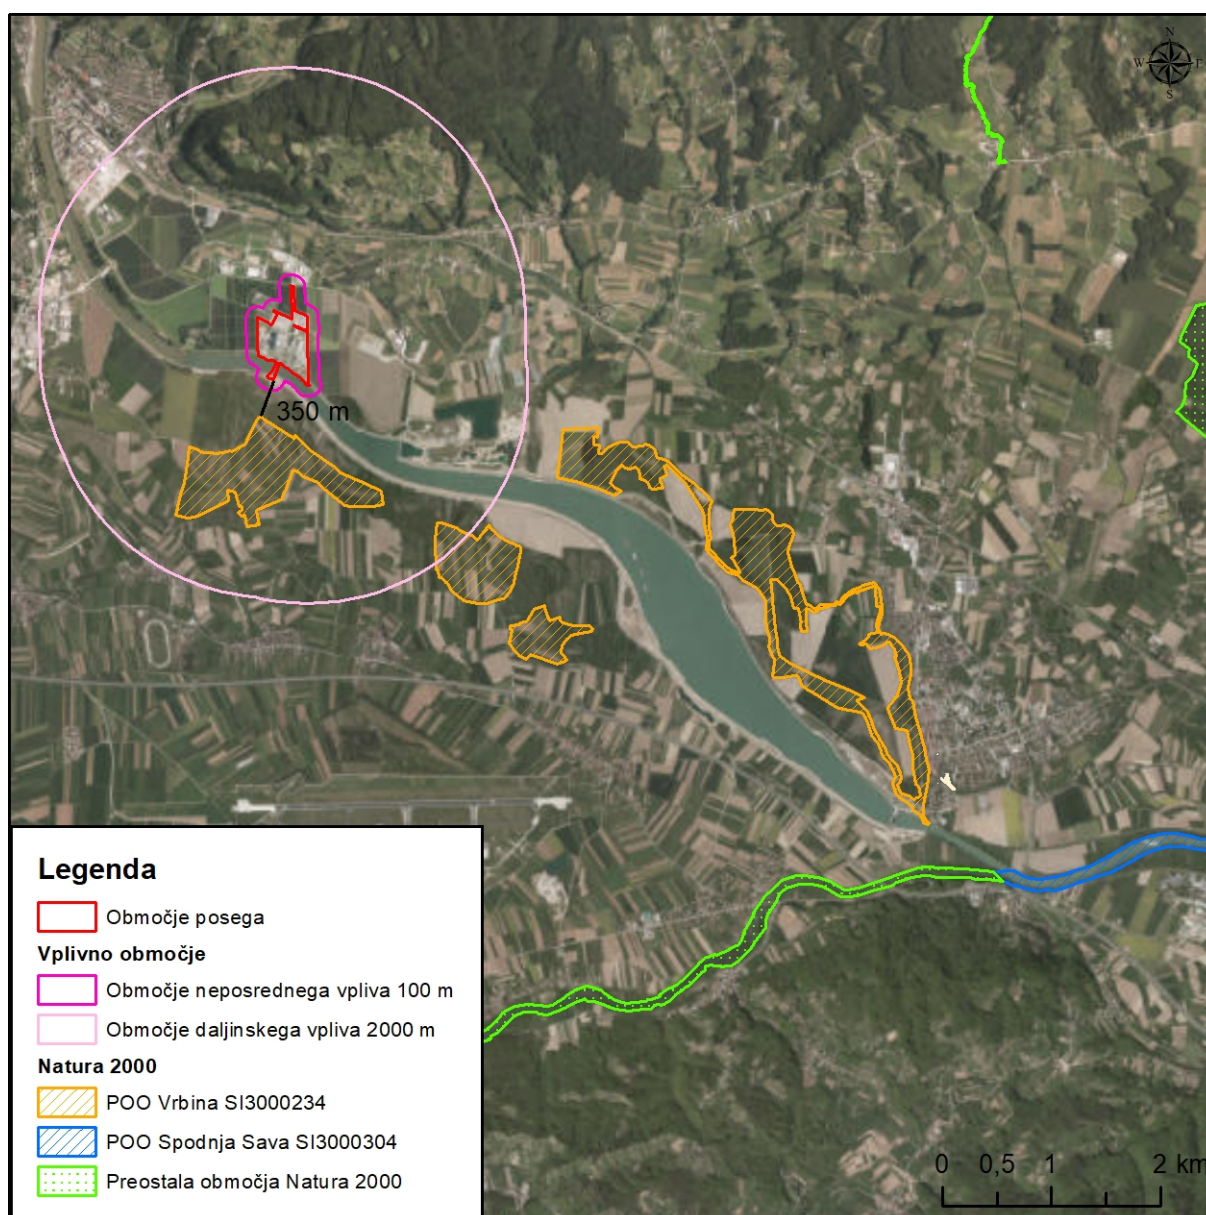 N
W
E
S
350 m
Legenda
Območje posega
Vplivno območje
Območje neposrednega vpliva 100 m
Območje daljinskega vpliva 2000 m
Natura 2000
POO Vrbina SI3000234
POO Spodnja Sava SI3000304
Preostala območja Natura 2000
0 0,5 1 2 km